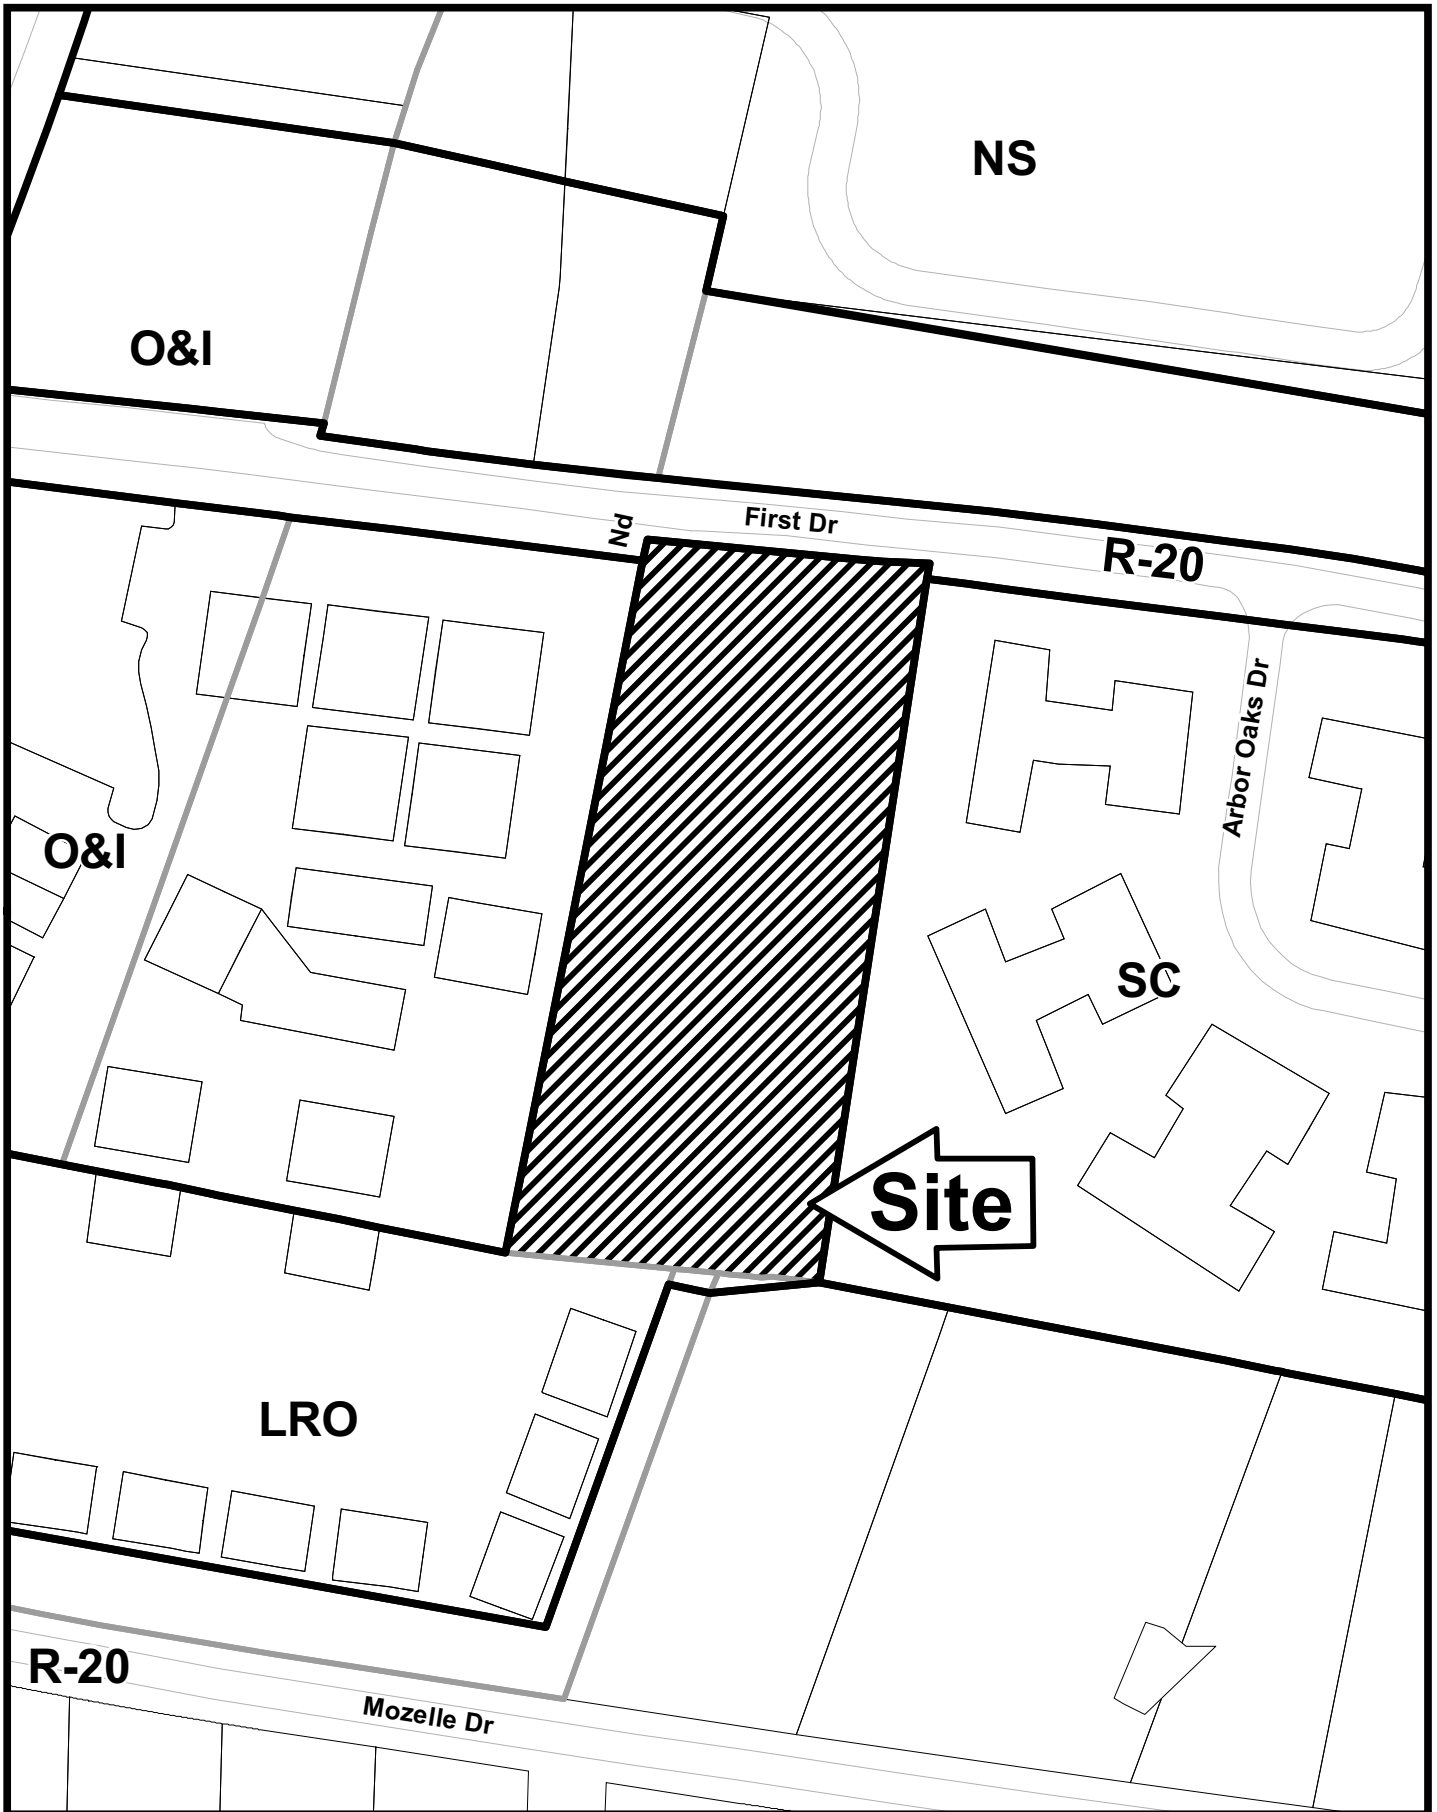 NS
O&I
Nd
First Dr
R-20
Arbor Oaks Dr
O&I
SC
Site
LRO
R-20
Mozelle Dr